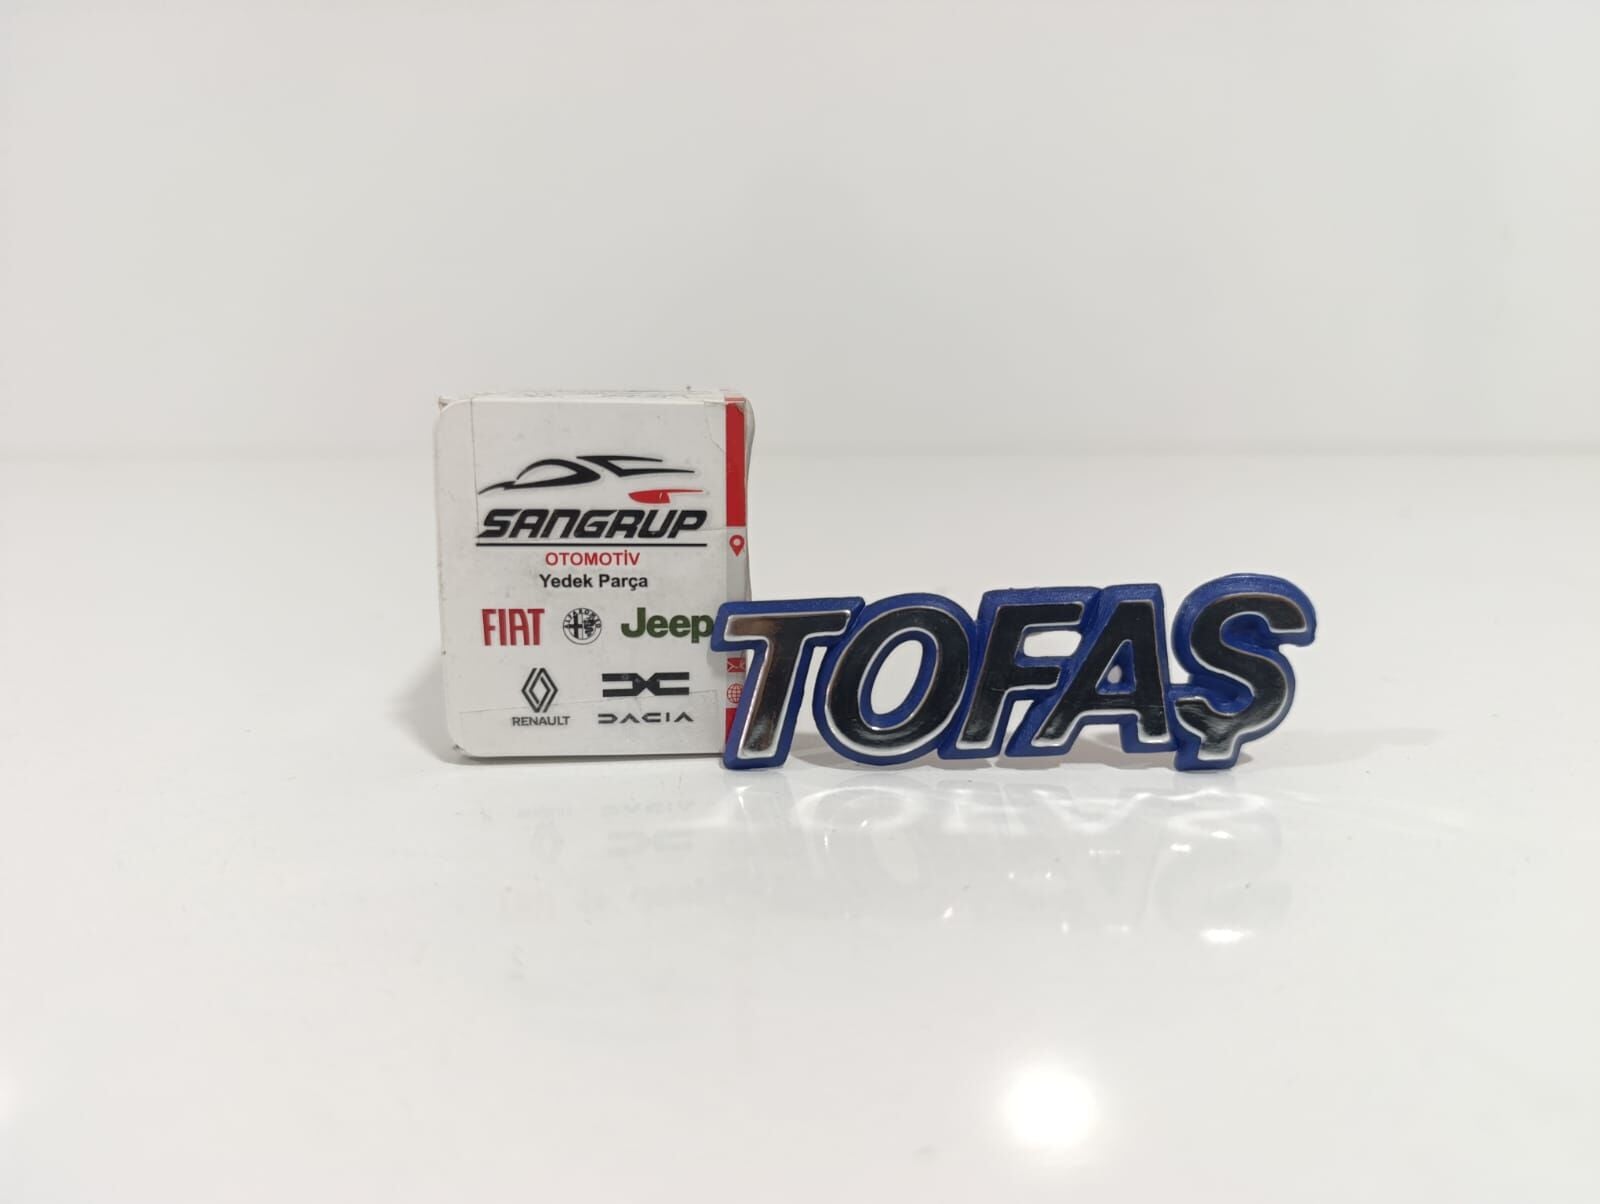 SANGRUP
OTOMOTİV
Yedek Parça
FIAT
Jeep
RENAULT
DACIA
TOFAŞ